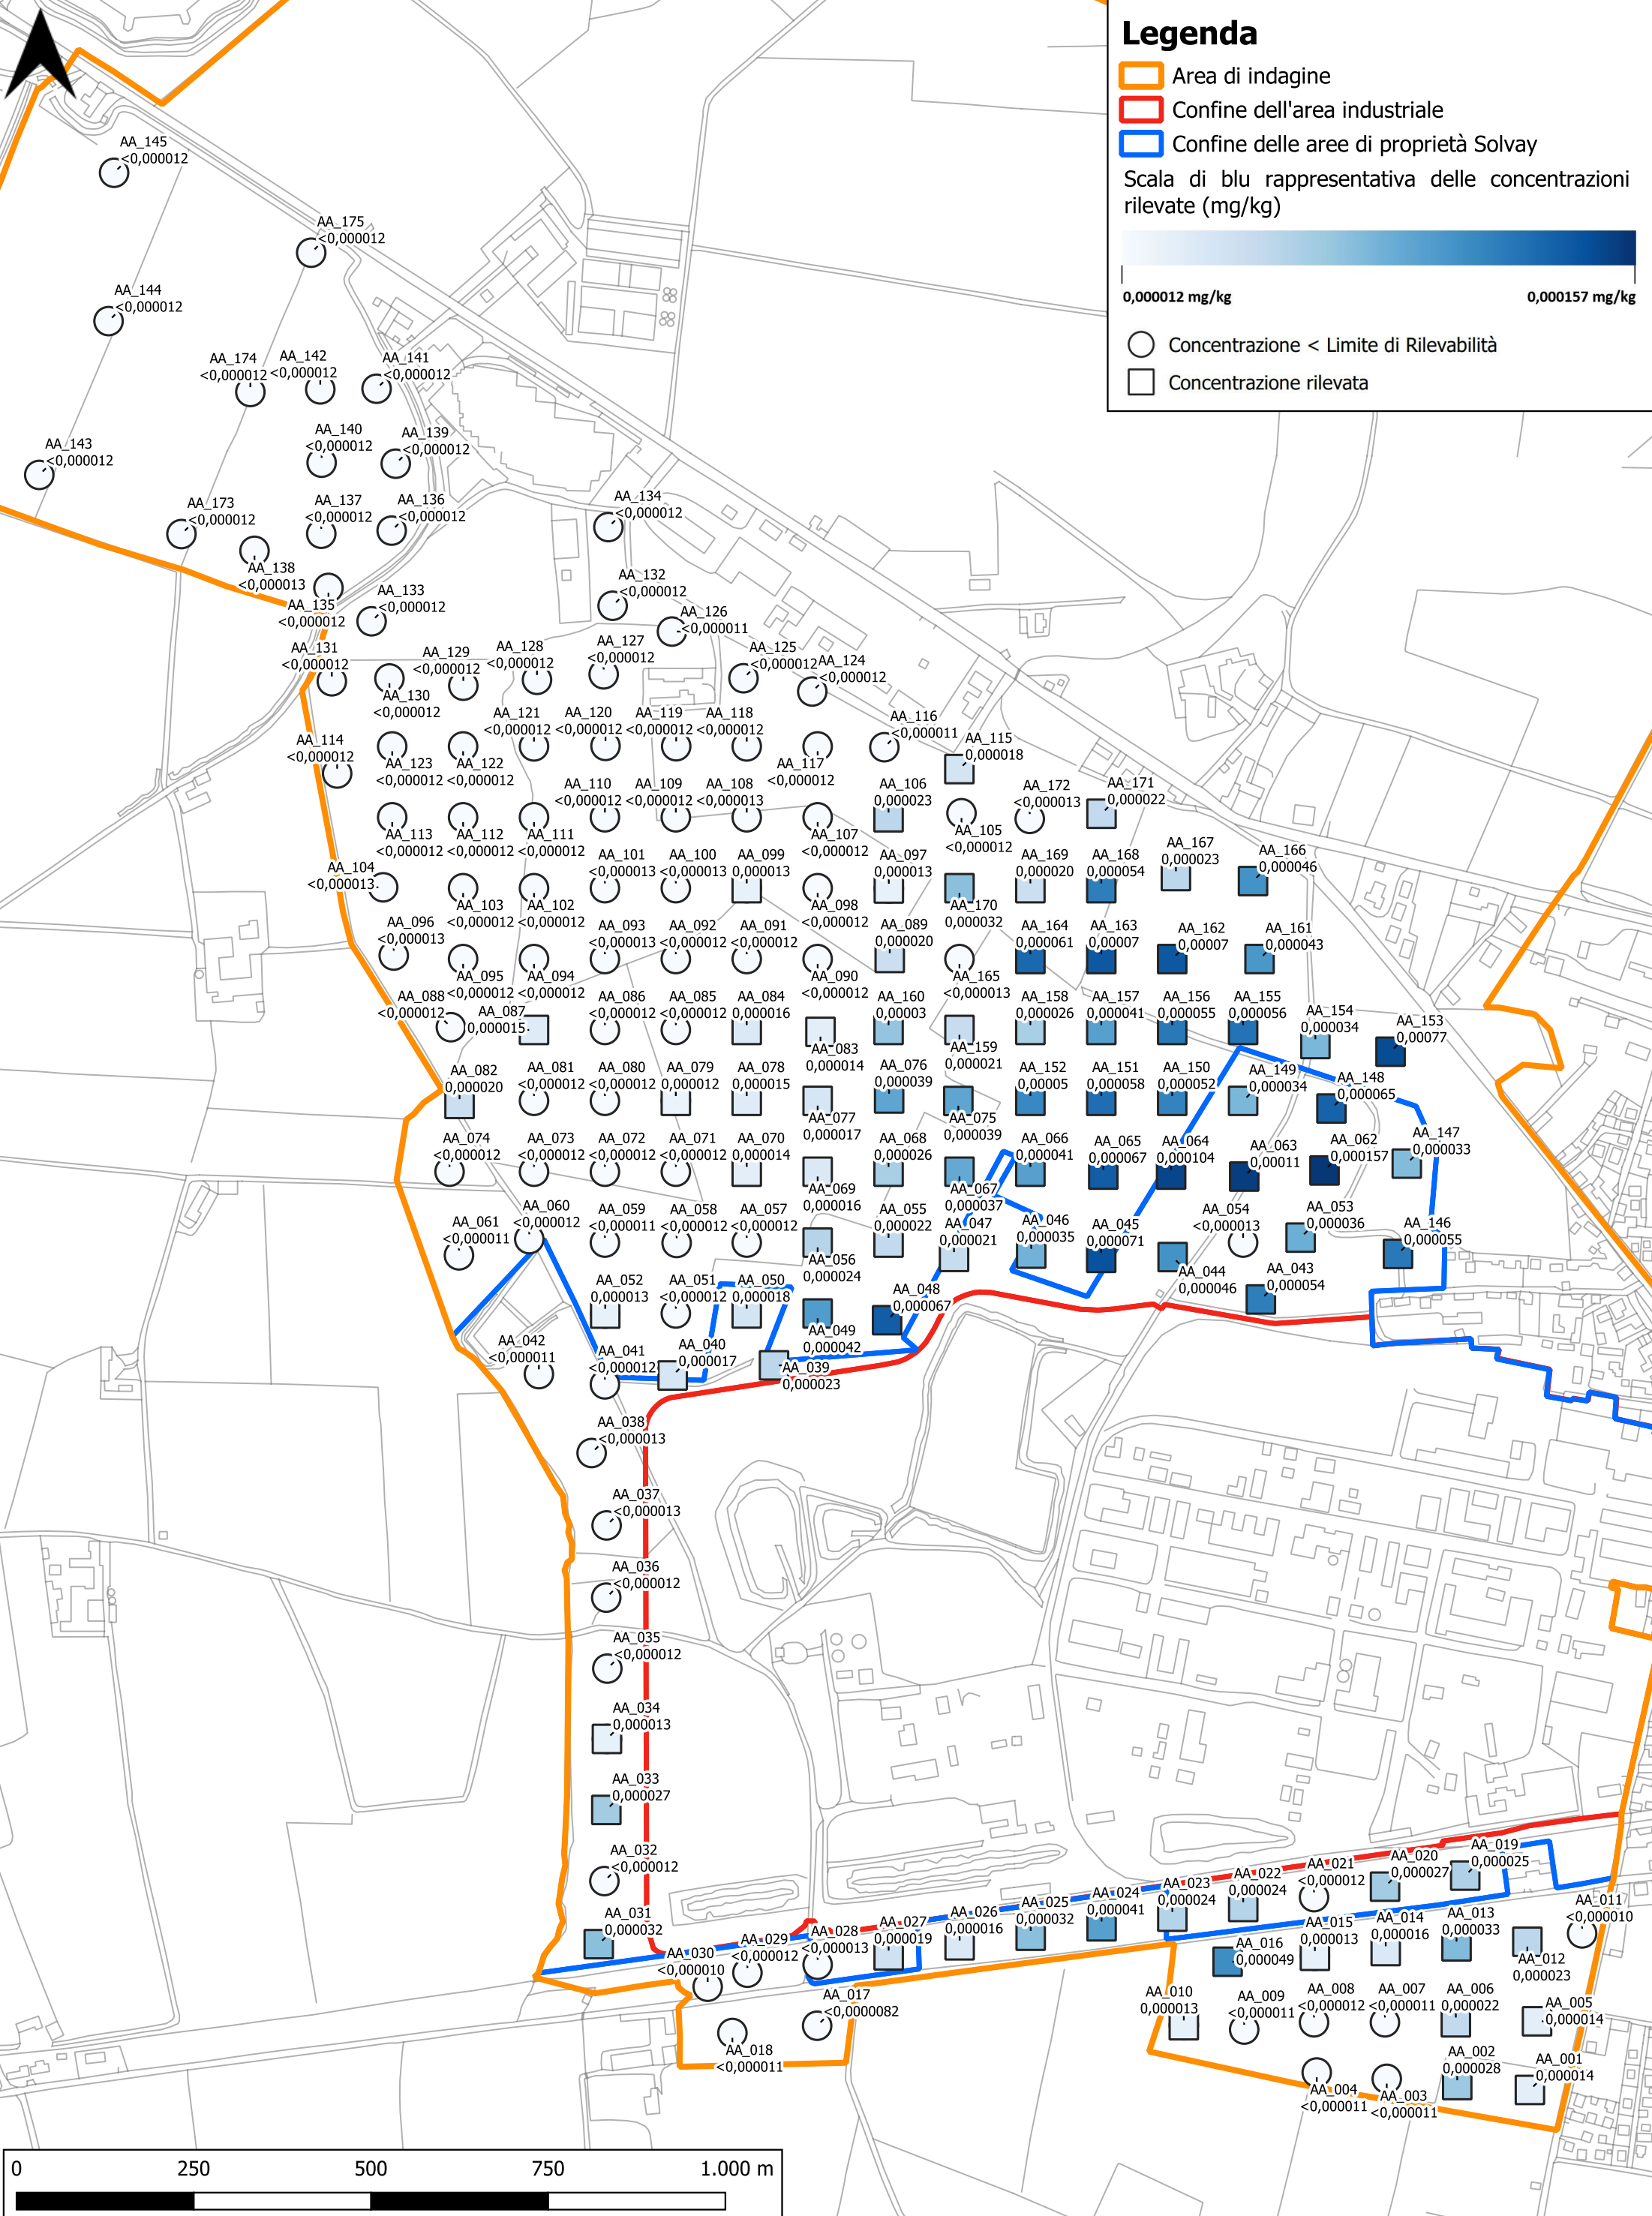 Legenda
Area di indagine
Confine dell'area industriale
Confine delle aree di proprietà Solvay
Scala di blu rappresentativa delle concentrazioni
rilevate (mg/kg)
0,000012 mg/kg
0,000157 mg/kg
Concentrazione < Limite di Rilevabilità
Concentrazione rilevata
AA_145
<0,000012
AA_175
<0,000012
AA_144
<0,000012
AA_174
<0,000012
AA_142
<0,000012
AA_141
<0,000012
AA_143
<0,000012
AA_140
<0,000012
AA_139
<0,000012
AA_173
<0,000012
AA_137
<0,000012
AA_136
<0,000012
AA_134
<0,000012
AA_138
<0,000013
AA_135
<0,000012
AA_133
<0,000012
AA_132
<0,000012
AA_126
<0,000011
AA_131
<0,000012
AA_130
<0,000012
AA_129
<0,000012
AA_128
<0,000012
AA_127
<0,000012
AA_125
<0,000012
AA_124
<0,000012
AA_114
<0,000012
AA_123
<0,000012
AA_122
<0,000012
AA_121
<0,000012
AA_120
<0,000012
AA_119
<0,000012
AA_118
<0,000012
AA_117
<0,000012
AA_116
<0,000011
AA_115
0,000018
AA_113
<0,000012
AA_112
<0,000012
AA_111
<0,000012
AA_110
<0,000012
AA_109
<0,000012
AA_108
<0,000013
AA_107
<0,000012
AA_106
0,000023
AA_105
<0,000012
AA_172
<0,000013
AA_171
0,000022
AA_104
<0,000013
AA_103
<0,000012
AA_102
<0,000012
AA_101
<0,000013
AA_100
<0,000013
AA_099
0,000013
AA_098
<0,000012
AA_097
0,000013
AA_170
0,000032
AA_169
0,000020
AA_168
0,000054
AA_167
0,000023
AA_166
0,000046
AA_096
<0,000013
AA_095
<0,000012
AA_094
<0,000012
AA_093
<0,000013
AA_092
<0,000012
AA_091
<0,000012
AA_090
<0,000012
AA_089
0,000020
AA_165
<0,000013
AA_164
0,000061
AA_163
0,00007
AA_162
0,00007
AA_161
0,000043
AA_088
<0,000012
AA_087
0,000015
AA_086
<0,000012
AA_085
<0,000012
AA_084
0,000016
AA_083
0,000014
AA_160
0,00003
AA_159
0,000021
AA_158
0,000026
AA_157
0,000041
AA_156
0,000055
AA_155
0,000056
AA_154
0,000034
AA_153
0,00077
AA_082
0,000020
AA_081
<0,000012
AA_080
<0,000012
AA_079
0,000012
AA_078
0,000015
AA_077
0,000017
AA_076
0,000039
AA_075
0,000039
AA_152
0,00005
AA_151
0,000058
AA_150
0,000052
AA_149
0,000034
AA_148
0,000065
AA_074
<0,000012
AA_073
<0,000012
AA_072
<0,000012
AA_071
<0,000012
AA_070
0,000014
AA_069
0,000016
AA_068
0,000026
AA_067
0,000037
AA_066
0,000041
AA_065
0,000067
AA_064
0,000104
AA_063
0,00011
AA_062
0,000157
AA_147
0,000033
AA_061
<0,000011
AA_060
<0,000012
AA_059
<0,000011
AA_058
<0,000012
AA_057
<0,000012
AA_056
0,000024
AA_055
0,000022
AA_047
0,000021
AA_046
0,000035
AA_045
0,000071
AA_044
0,000046
AA_054
<0,000013
AA_053
0,000036
AA_146
0,000055
AA_052
0,000013
AA_051
<0,000012
AA_050
0,000018
AA_049
0,000042
AA_048
0,000067
AA_043
0,000054
AA_042
<0,000011
AA_041
<0,000012
AA_040
0,000017
AA_039
0,000023
AA_038
<0,000013
AA_037
<0,000013
AA_036
<0,000012
AA_035
<0,000012
AA_034
0,000013
AA_033
0,000027
AA_032
<0,000012
AA_031
0,000032
AA_030
<0,000010
AA_029
<0,000012
AA_028
<0,000013
AA_027
0,000019
AA_026
0,000016
AA_025
0,000032
AA_024
0,000041
AA_023
0,000024
AA_022
0,000024
AA_021
<0,000012
AA_020
0,000027
AA_019
0,000025
AA_011
<0,000010
AA_016
0,000049
AA_015
0,000013
AA_014
0,000016
AA_013
0,000033
AA_012
0,000023
AA_018
<0,000011
AA_017
<0,0000082
AA_010
0,000013
AA_009
<0,000011
AA_008
<0,000012
AA_007
<0,000011
AA_006
0,000022
AA_005
0,000014
AA_004
<0,000011
AA_003
<0,000011
AA_002
0,000028
AA_001
0,000014
0 250 500 750 1.000 m